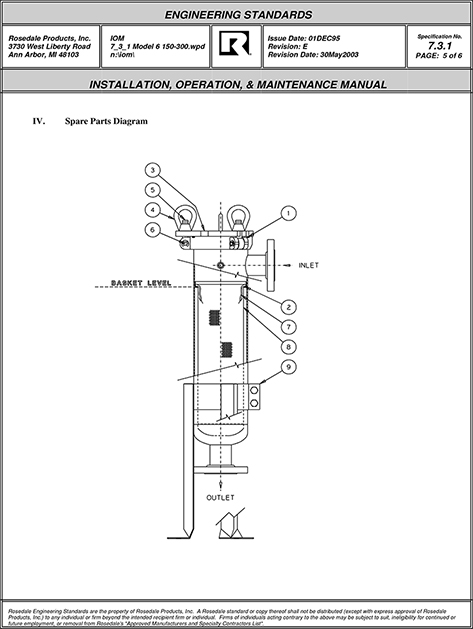 ENGINEERING STANDARDS
Rosedale Products, Inc.
3730 West Liberty Road
Ann Arbor, MI 48103
IOM
7_3_1 Model 6 150-300.wpd
n:\iom\
R
Issue Date: 01DEC95
Revision: E
Revision Date: 30May2003
Specification No.
7.3.1
PAGE: 5 of 6
INSTALLATION, OPERATION, & MAINTENANCE MANUAL
IV. Spare Parts Diagram
3
5
4
1
6
INLET
BASKET LEVEL
2
7
8
9
OUTLET
Rosedale Engineering Standards are the property of Rosedale Products, Inc. A Rosedale standard or copy thereof shall not be distributed (except with express approval of Rosedale
Products, Inc.) to any individual or firm beyond the intended recipient firm or individual. Firms of individuals acting contrary to the above may be subject to suit, ineligibility for continued or
future employment, or removal from Rosedale's "Approved Manufacturers and Specialty Contractors List".